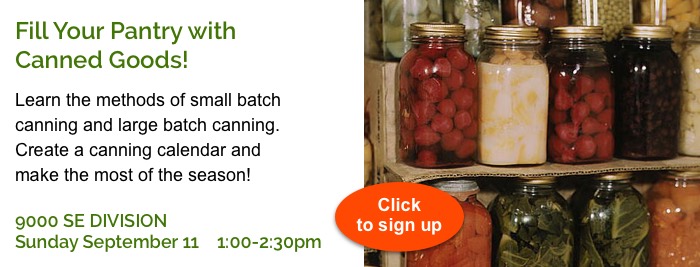 Fill Your Pantry with
Canned Goods!
Learn the methods of small batch
canning and large batch canning.
Create a canning calendar and
make the most of the season!
9000 SE DIVISION
Sunday September 11 1:00-2:30pm
Click
to sign up